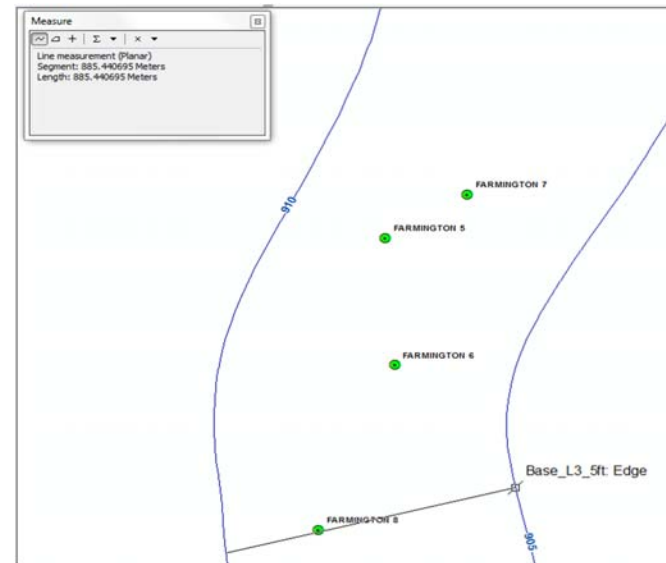 Measure
Line measurement (Planar)
Segment: 885.440695 Meters
Length: 885.440695 Meters
FARMINGTON 7
910
FARMINGTON 5
FARMINGTON 6
Base_L3_5ft: Edge
FARMINGTON 8
905